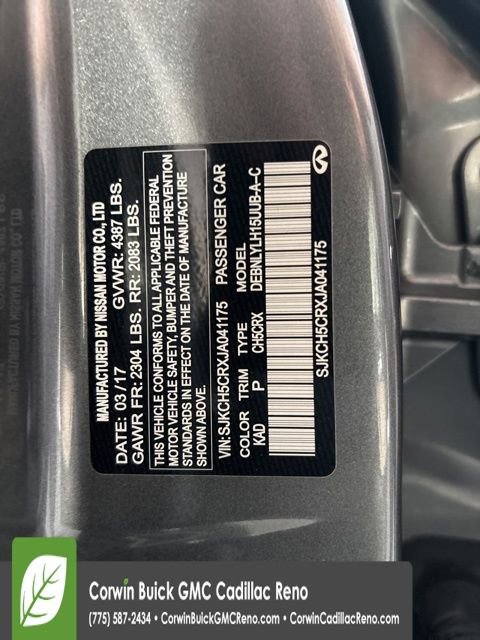 MANUFACTURED BY NISSAN MOTOR CO., LTD
DATE: 03/17 GVWR: 4387 LBS.
GAWR FR: 2304 LBS. RR: 2083 LBS.
THIS VEHICLE CONFORMS TO ALL APPLICABLE FEDERAL
MOTOR VEHICLE SAFETY, BUMPER AND THEFT PREVENTION
STANDARDS IN EFFECT ON THE DATE OF MANUFACTURE
SHOWN ABOVE.
VIN: SJKCH5CRXJA041175 PASSENGER CAR
COLOR TRIM TYPE MODEL
KAD P CH5CRX DEBNLYLH15UUB-A-C
SJKCH5CRXJA041175
Corwin Buick GMC Cadillac Reno
(775) 587-2434 • CorwinBuickGMCReno.com • CorwinCadillacReno.com